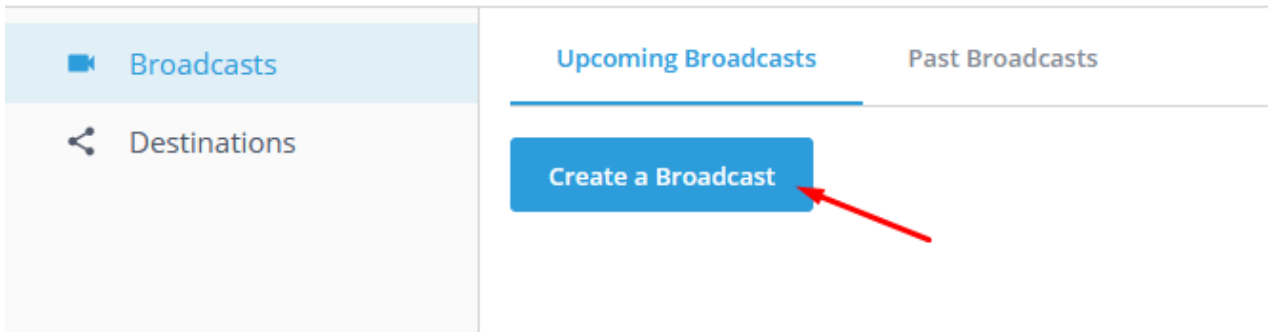 Broadcasts
Destinations
Upcoming Broadcasts
Past Broadcasts
Create a Broadcast